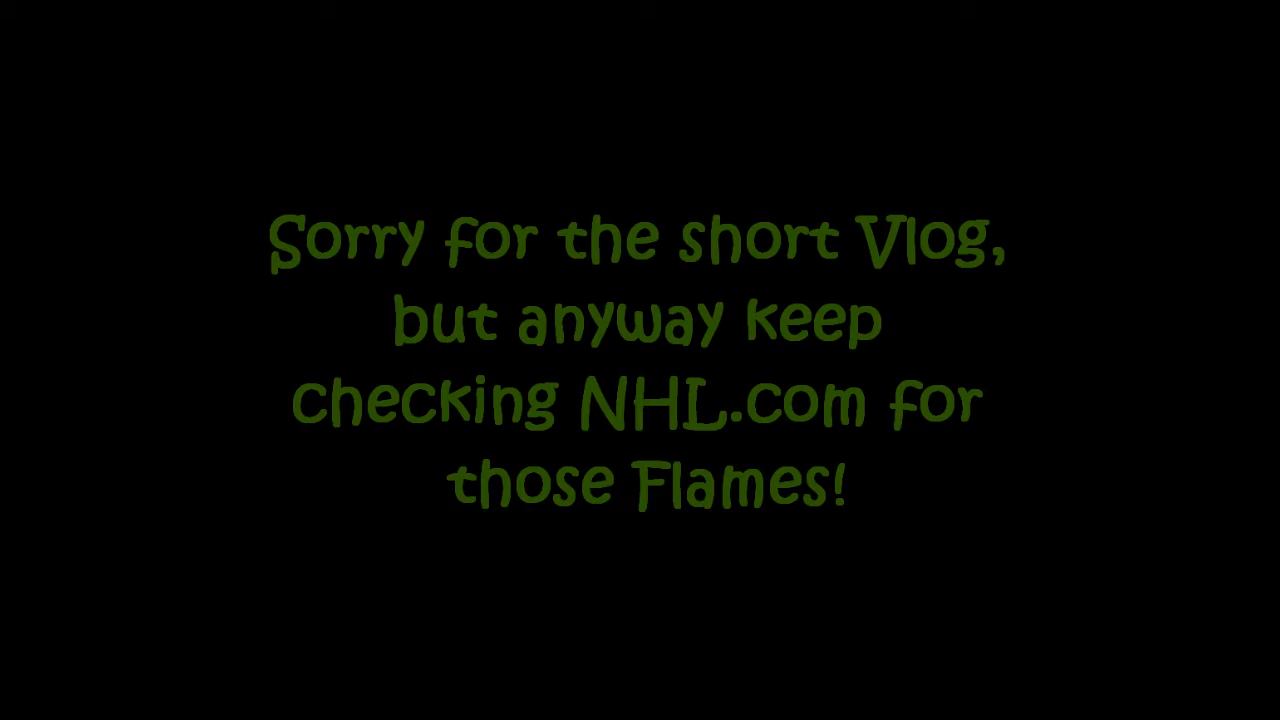 Sorry for the short Vlog,
but anyway keep
checking NHL.com for
those Flames!